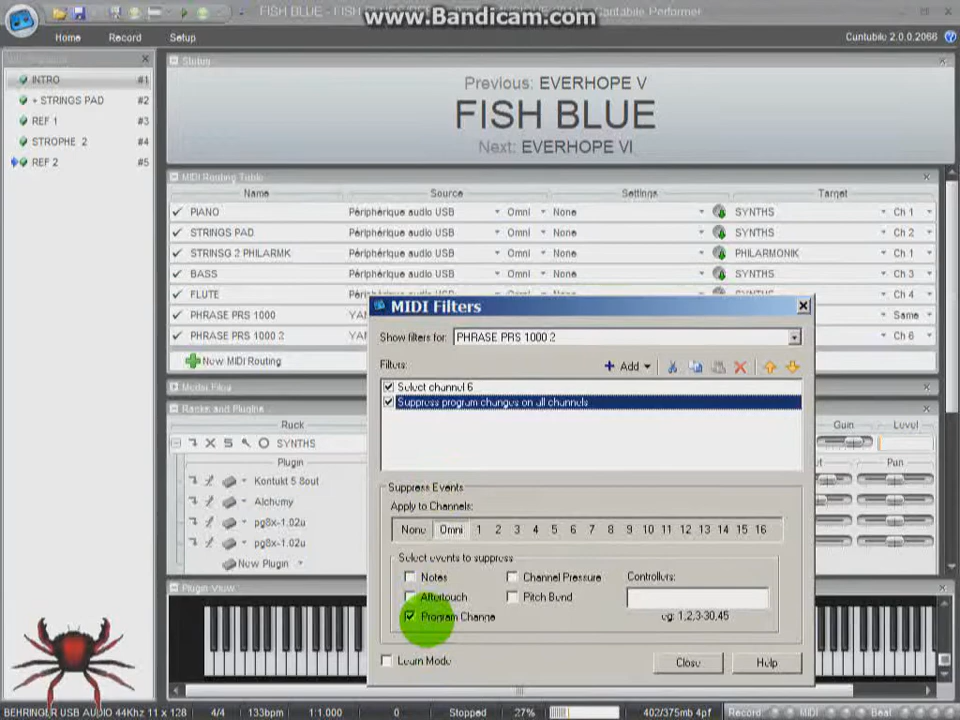 www.Bandicam.com
FISH BLUE - FISH BLUE
Cantabile Performer
Home Record Setup
Cantabile 2.0.0.2066
INTRO #1
+ STRINGS PAD #2
REF 1 #3
STROPHE 2 #4
REF 2 #5
Status
Previous: EVERHOPE V
FISH BLUE
Next: EVERHOPE VI
MIDI Routing Table
Name Source Settings Target
PIANO Périphérique audio USB Omni None SYNTHS Ch 1
STRINGS PAD Périphérique audio USB Omni None SYNTHS Ch 2
STRINSG 2 PHILARMK Périphérique audio USB Omni None PHILARMONIK Ch 1
BASS Périphérique audio USB Omni None SYNTHS Ch 3
FLUTE Ch 4
PHRASE PRS 1000 Same
PHRASE PRS 1000 2 Ch 6
New MIDI Routing
Media Files
Racks and Plugins
Rack Gain Level
SYNTHS
Plugin Pan
Kontakt 5 8out
Alchemy
pg8x-1.02u
pg8x-1.02u
New Plugin
Plugin View
MIDI Filters
Show filters for: PHRASE PRS 1000 2
Filters: Add
Select channel 6
Suppress program changes on all channels
Suppress Events
Apply to Channels:
None Omni 1 2 3 4 5 6 7 8 9 10 11 12 13 14 15 16
Select events to suppress
Notes Channel Pressure Controllers:
Aftertouch Pitch Bend
Program Change eg: 1,2,3-30,45
Learn Mode Close Help
BEHRINGER USB AUDIO 44Khz 11 x 128 4/4 133bpm 1:1.000 0 Stopped 27% 402/375mb 4pf Record MIDI Beat